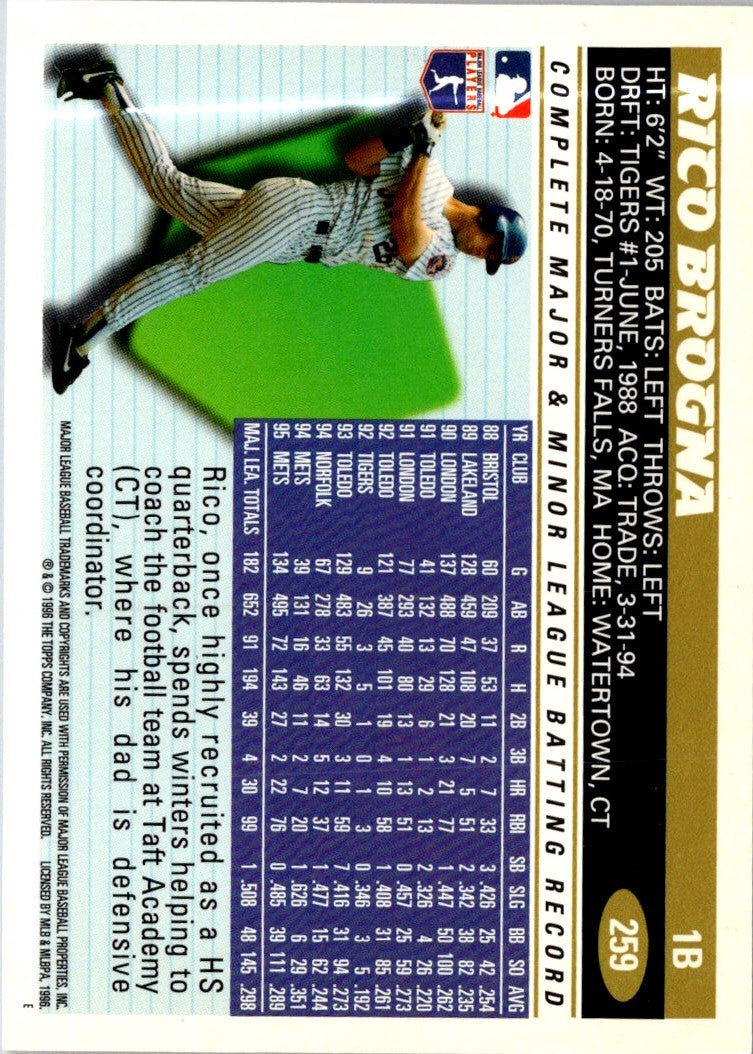 RICO BROGNA
1B
HT: 6'2" WT: 205 BATS: LEFT THROWS: LEFT
DRFT: TIGERS #1-JUNE, 1988 ACQ: TRADE, 3-31-94
BORN: 4-18-70, TURNERS FALLS, MA HOME: WATERTOWN, CT
259
COMPLETE MAJOR & MINOR LEAGUE BATTING RECORD
MAJOR LEAGUE BASEBALL
PLAYERS
YR CLUB G AB R H 2B 3B HR RBI SB SLG BB SO AVG
88 BRISTOL 60 209 37 53 11 2 7 33 3 .428 25 42 .254
89 LAKELAND 128 459 47 108 20 7 5 51 2 .342 38 82 .235
90 LONDON 137 488 70 128 21 3 21 77 1 .447 50 100 .262
91 TOLEDO 41 132 13 29 6 1 2 13 2 .326 4 26 .220
91 LONDON 77 293 40 80 13 1 13 51 0 .457 25 59 .273
92 TOLEDO 121 387 45 101 19 4 10 58 1 .408 31 85 .261
92 TIGERS 9 26 3 5 1 0 1 3 0 .346 3 5 .192
93 TOLEDO 129 483 55 132 30 3 11 59 7 .416 31 94 .273
94 NORFOLK 67 278 33 63 14 5 12 37 1 .477 15 62 .244
94 METS 39 131 16 46 11 2 7 20 1 .626 6 29 .351
95 METS 134 495 72 143 27 2 22 76 0 .485 39 111 .289
MAJ. LEA. TOTALS 182 652 91 194 39 4 30 99 1 .508 48 145 .298
Rico, once highly recruited as a HS
quarterback, spends winters helping to
coach the football team at Taft Academy
(CT), where his dad is defensive
coordinator.
MAJOR LEAGUE BASEBALL TRADEMARKS AND COPYRIGHTS ARE USED WITH PERMISSION OF MAJOR LEAGUE BASEBALL PROPERTIES, INC.
® & © 1996 THE TOPPS COMPANY, INC. ALL RIGHTS RESERVED. LICENSED BY MLB & MLBPA, 1996.
E